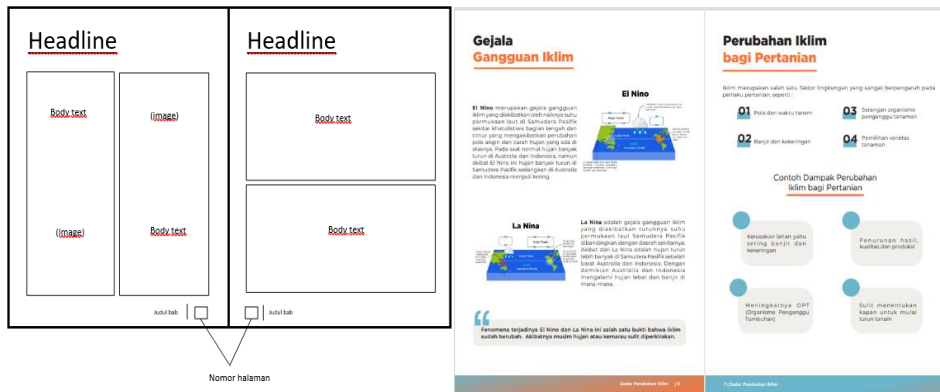 Headline
Body text
(image)
(Image)
Body text
Judul bab
Headline
Body text
Body text
Judul bab
Nomor halaman
Gejala
Gangguan Iklim
El Nino merupakan gejala gangguan
iklim yang diakibatkan oleh naiknya suhu
permukaan laut di Samudera Pasifik
sekitar khatulistiwa bagian tengah dan
timur yang mengakibatkan perubahan
pola angin dan curah hujan yang ada di
atasnya. Pada saat normal hujan banyak
turun di Australia dan Indonesia, namun
akibat El Nino ini hujan banyak turun di
Samudera Pasifik sedangkan di Australia
dan Indonesia menjadi kering.
El Nino
La Nina
La Nina adalah gejala gangguan iklim
yang diakibatkan turunnya suhu
permukaan laut Samudera Pasifik
dibandingkan dengan daerah sekitarnya.
Akibat dari La Nina adalah hujan turun
lebih banyak di Samudera Pasifik sebelah
barat Australia dan Indonesia. Dengan
demikian Australia dan Indonesia
mengalami hujan lebat dan banjir di
mana-mana.
Fenomena terjadinya El Nino dan La Nina ini salah satu bukti bahwa iklim
sudah berubah. Akibatnya musim hujan atau kemarau sulit diperkirakan.
Sadar Perubahan Iklim | 6
Perubahan Iklim
bagi Pertanian
Iklim merupakan salah satu faktor lingkungan yang sangat berpengaruh pada
perilaku pertanian, seperti :
01 Pola dan waktu tanam
02 Banjir dan kekeringan
03 Serangan organisme
pengganggu tanaman
04 Pemilihan varietas
tanaman
Contoh Dampak Perubahan
Iklim bagi Pertanian
Kerusakan lahan yaitu
sering banjir dan
kekeringan
Penurunan hasil,
kualitas dan produksi
Meningkatnya OPT
(Organisme Penganggu
Tumbuhan)
Sulit menentukan
kapan untuk mulai
turun tanam
7 | Sadar Perubahan Iklim